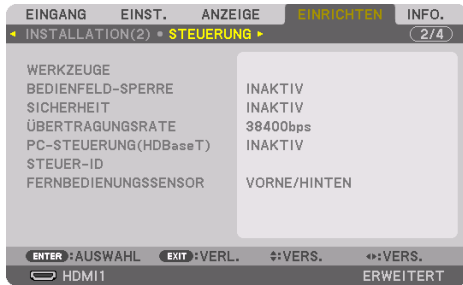 EINGANG EINST. ANZEIGE EINRICHTEN INFO.
◂ INSTALLATION(2) • STEUERUNG ▸ 2/4
WERKZEUGE
BEDIENFELD-SPERRE INAKTIV
SICHERHEIT INAKTIV
ÜBERTRAGUNGSRATE 38400bps
PC-STEUERUNG(HDBaseT) INAKTIV
STEUER-ID
FERNBEDIENUNGSSENSOR VORNE/HINTEN
ENTER:AUSWAHL EXIT:VERL. ♦:VERS. ◂▸:VERS.
HDMI1 ERWEITERT